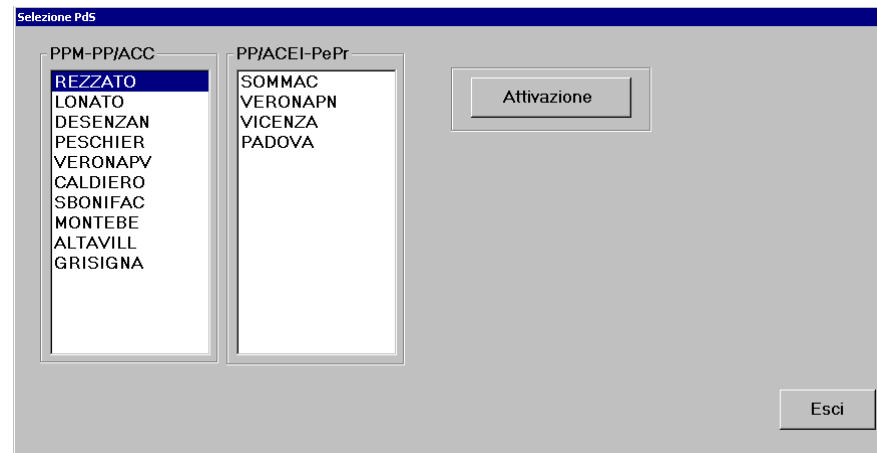 Selezione PdS
PPM-PP/ACC
REZZATO
LONATO
DESENZAN
PESCHIER
VERONAPV
CALDIERO
SBONIFAC
MONTEBE
ALTAVILL
GRISIGNA
PP/ACEI-PePr
SOMMAC
VERONAPN
VICENZA
PADOVA
Attivazione
Esci